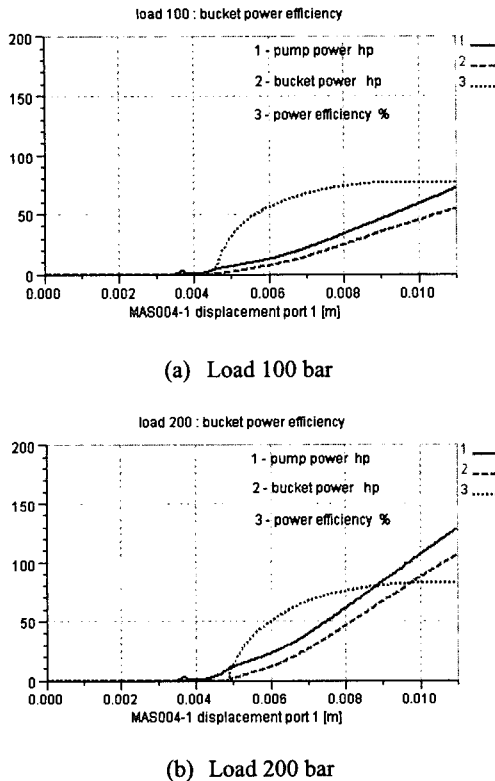 load 100 : bucket power efficiency
200
150
100
50
0
1 - pump power hp
2 - bucket power hp
3 - power efficiency %
11
2
3
0.000 0.002 0.004 0.006 0.008 0.010
MAS004-1 displacement port 1 [m]
(a) Load 100 bar
load 200 : bucket power efficiency
200
150
100
50
0
1 - pump power hp
2 - bucket power hp
3 - power efficiency %
1
2
3
0.000 0.002 0.004 0.006 0.008 0.010
MAS004-1 displacement port 1 [m]
(b) Load 200 bar